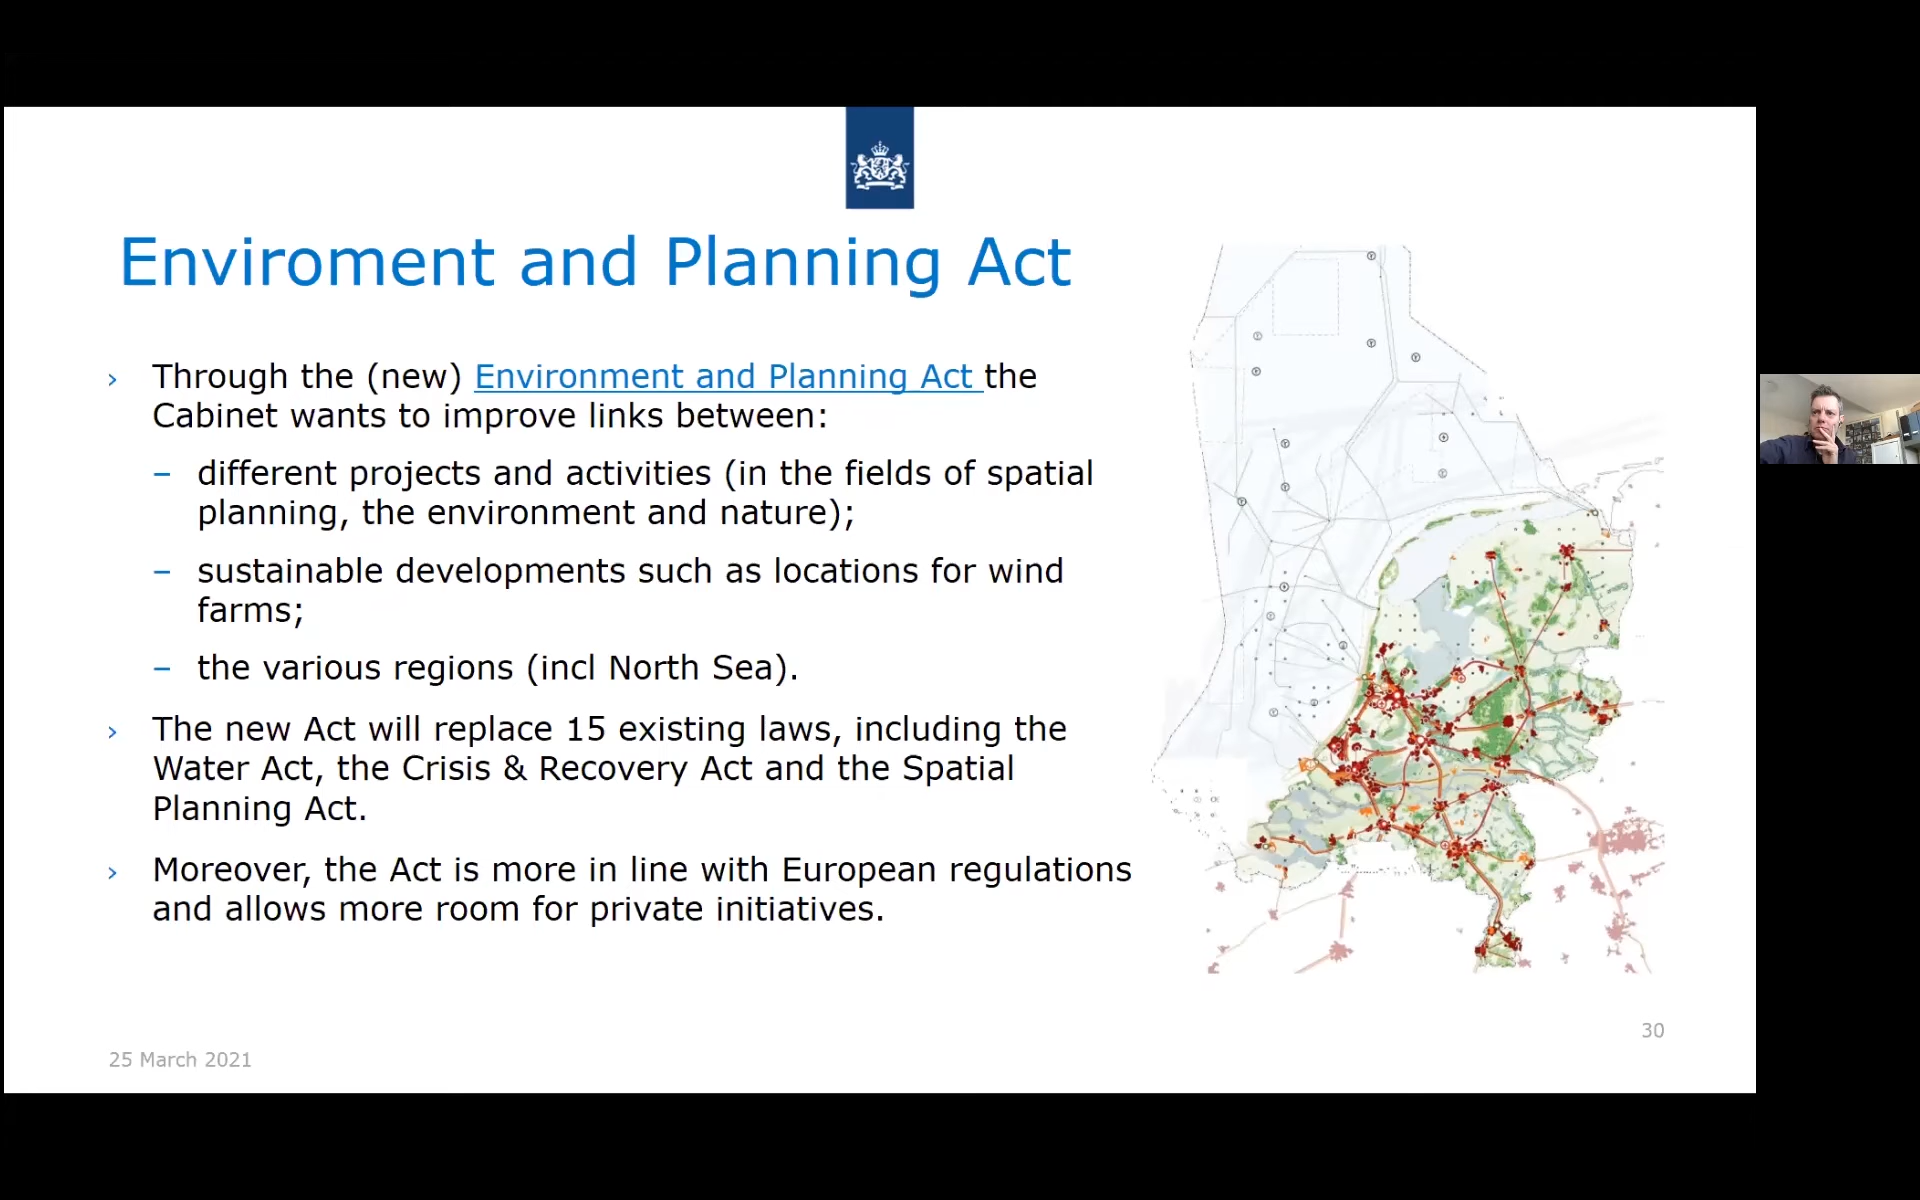 Enviroment and Planning Act
› Through the (new) Environment and Planning Act the
Cabinet wants to improve links between:
– different projects and activities (in the fields of spatial
planning, the environment and nature);
– sustainable developments such as locations for wind
farms;
– the various regions (incl North Sea).
› The new Act will replace 15 existing laws, including the
Water Act, the Crisis & Recovery Act and the Spatial
Planning Act.
› Moreover, the Act is more in line with European regulations
and allows more room for private initiatives.
30
25 March 2021